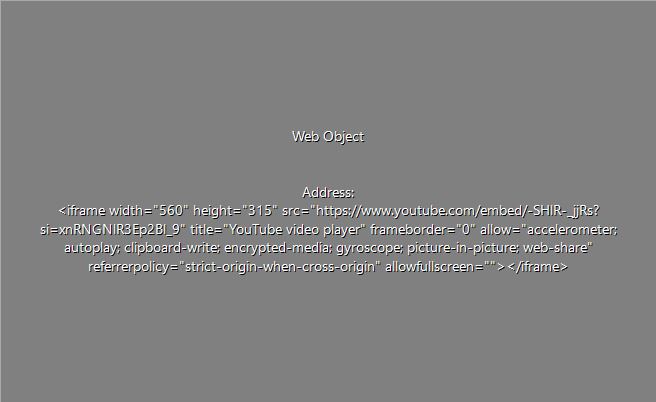 Web Object
Address:
<iframe width="560" height="315" src="https://www.youtube.com/embed/-SHIR-_jjRs?
si=xnRNGNIR3Ep2BI_9" title="YouTube video player" frameborder="0" allow="accelerometer;
autoplay; clipboard-write; encrypted-media; gyroscope; picture-in-picture; web-share"
referrerpolicy="strict-origin-when-cross-origin" allowfullscreen=""></iframe>